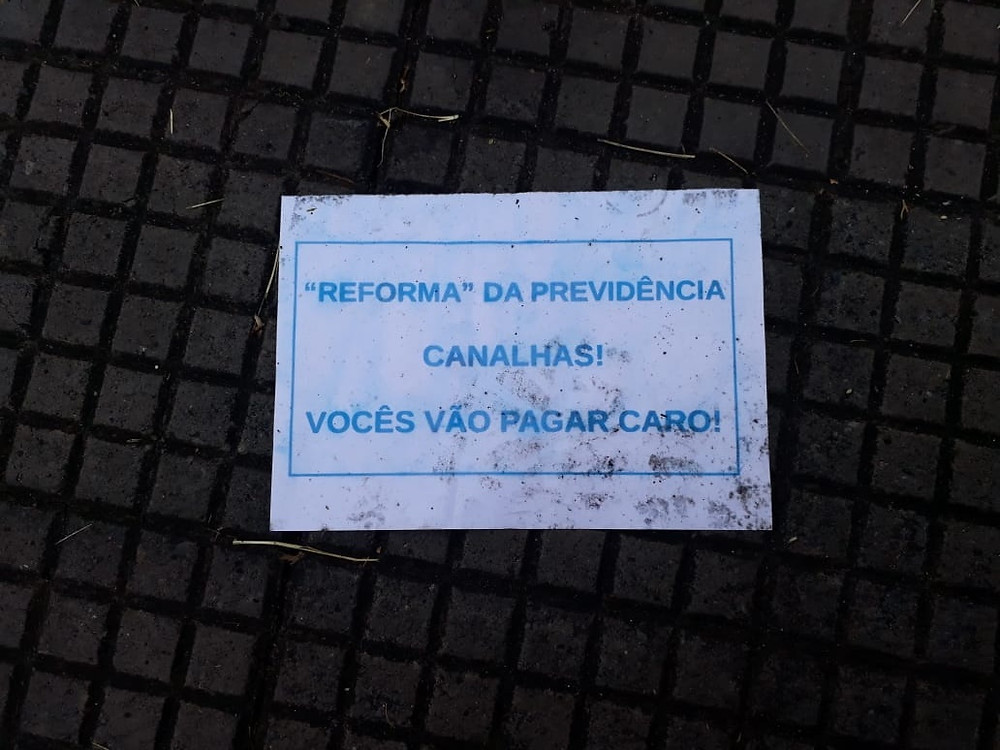 “REFORMA” DA PREVIDÊNCIA
CANALHAS!
VOCÊS VÃO PAGAR CARO!